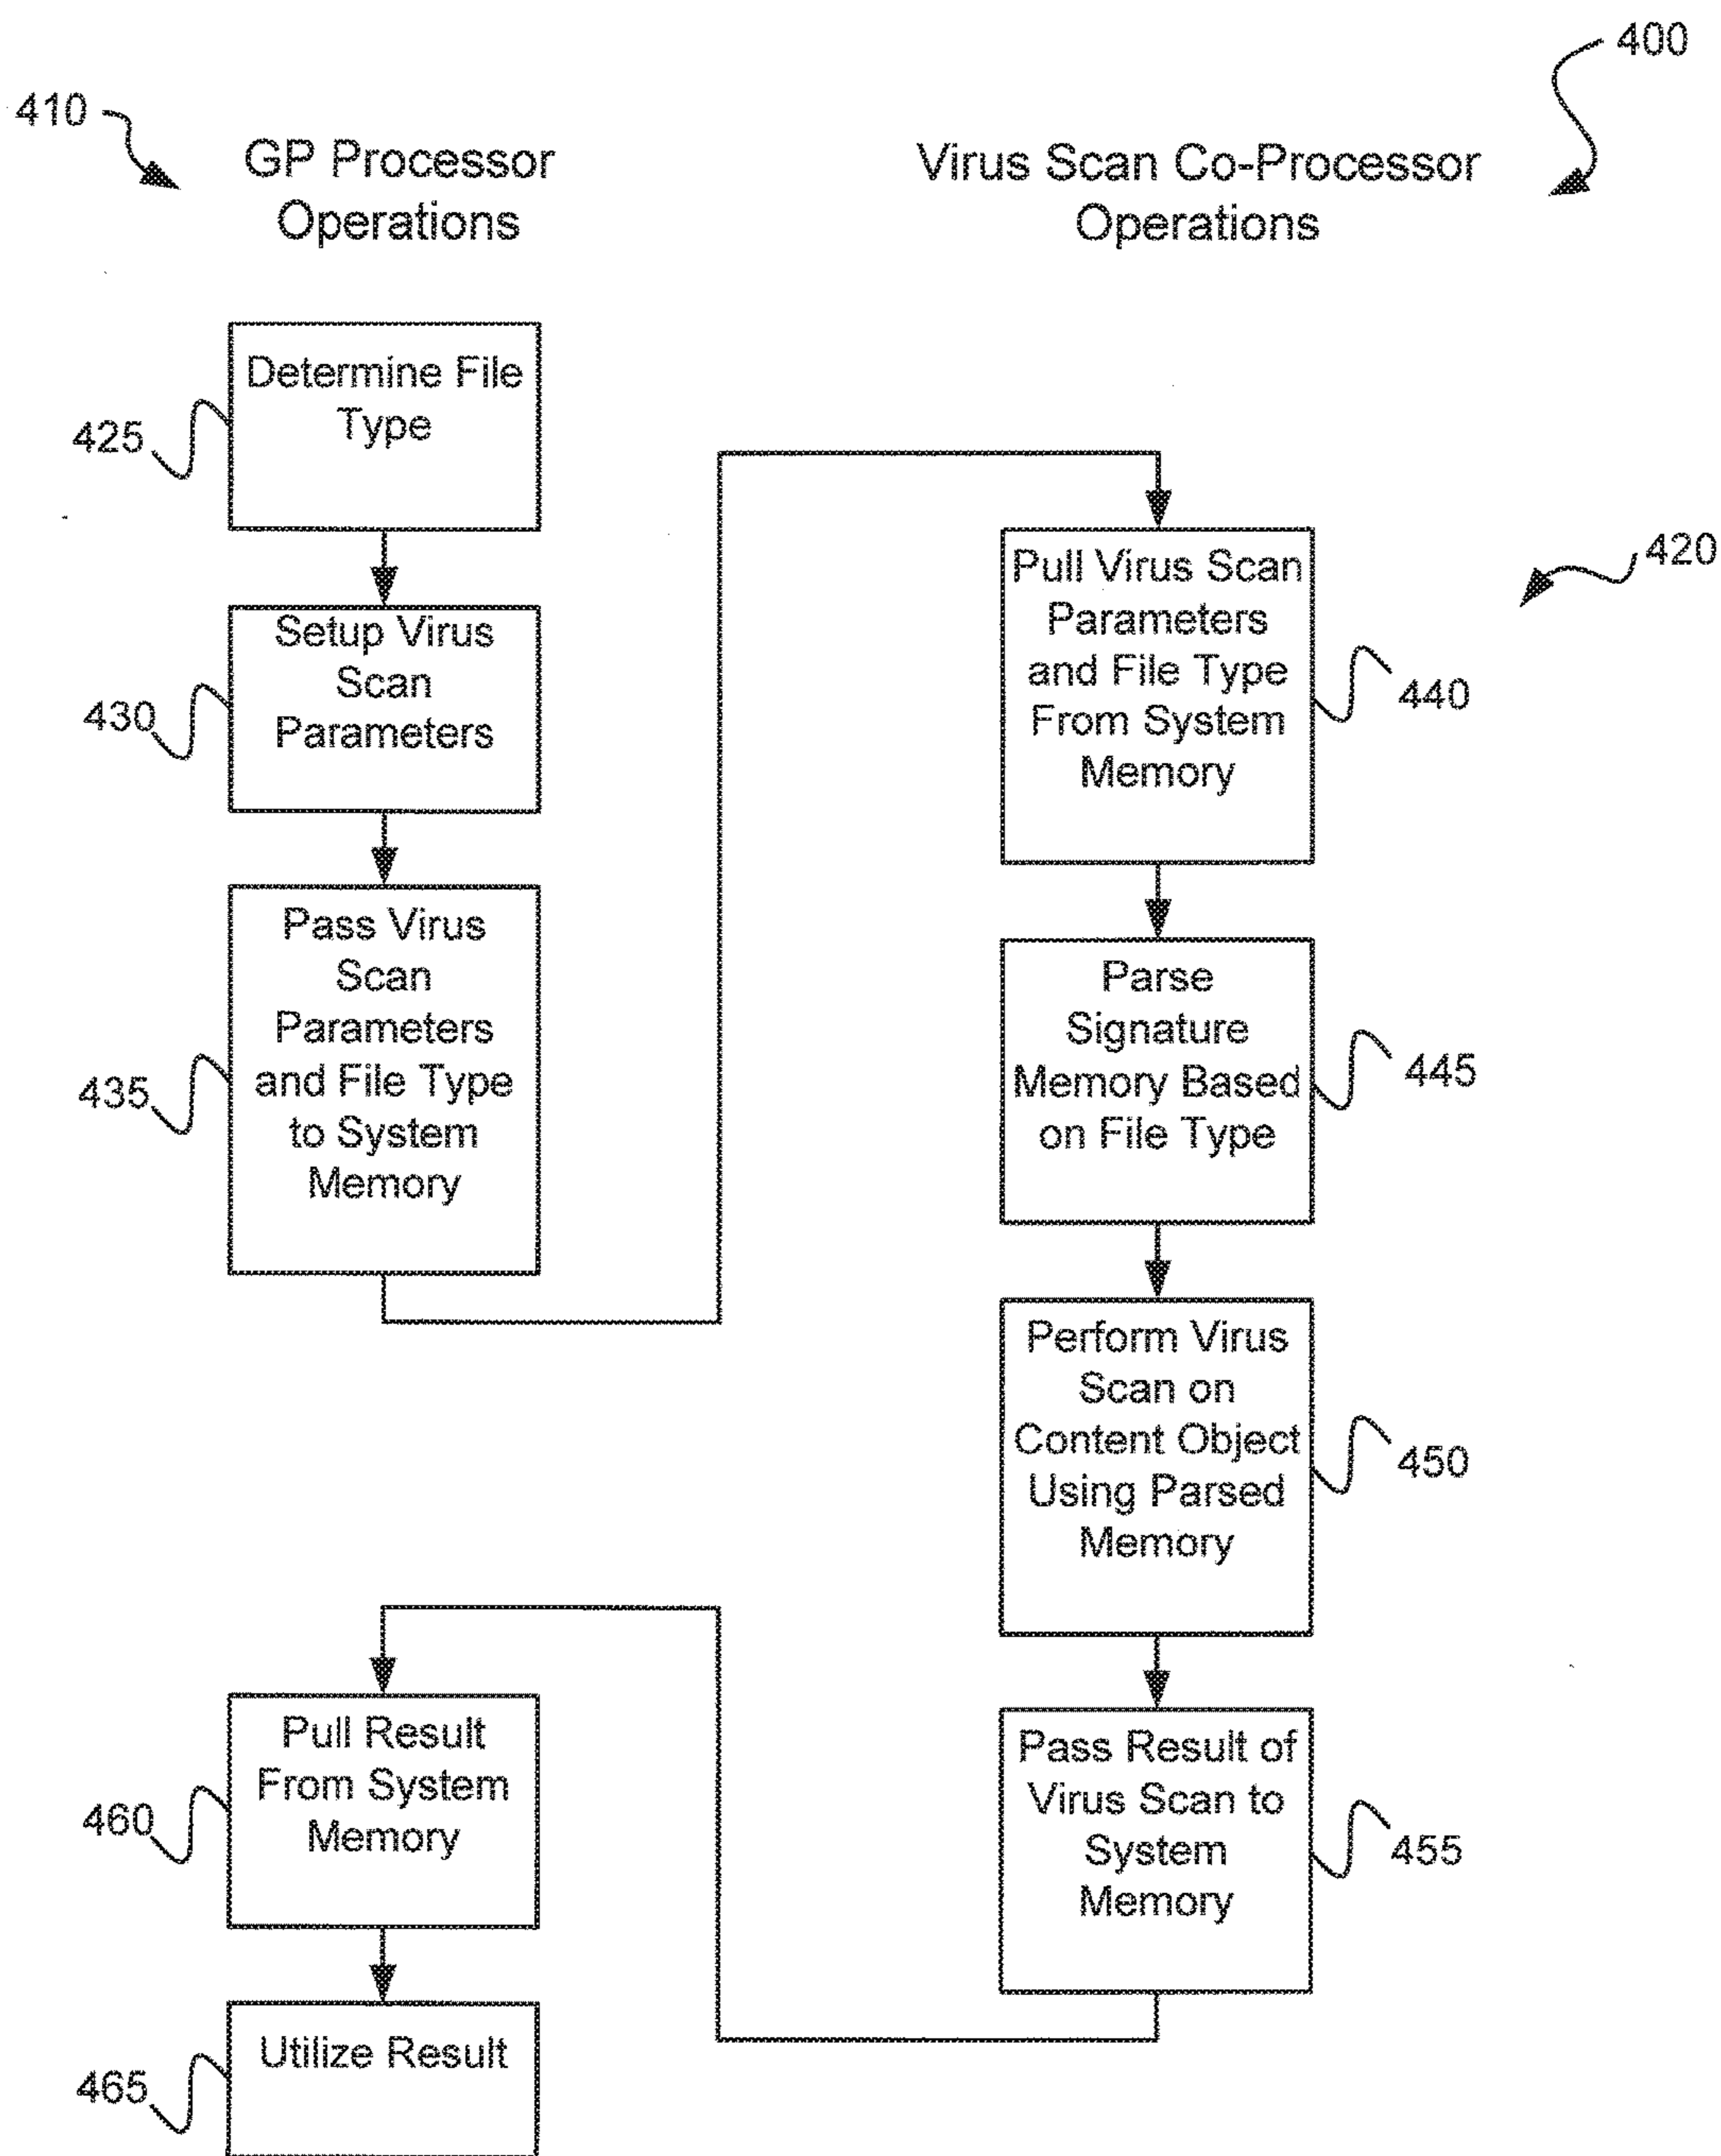 400
410
GP Processor
Operations
Virus Scan Co-Processor
Operations
Determine File
Type
425
Setup Virus
Scan
Parameters
430
Pass Virus
Scan
Parameters
and File Type
to System
Memory
435
420
Pull Virus Scan
Parameters
and File Type
From System
Memory
440
Parse
Signature
Memory Based
on File Type
445
Perform Virus
Scan on
Content Object
Using Parsed
Memory
450
Pass Result of
Virus Scan to
System
Memory
455
Pull Result
From System
Memory
460
Utilize Result
465